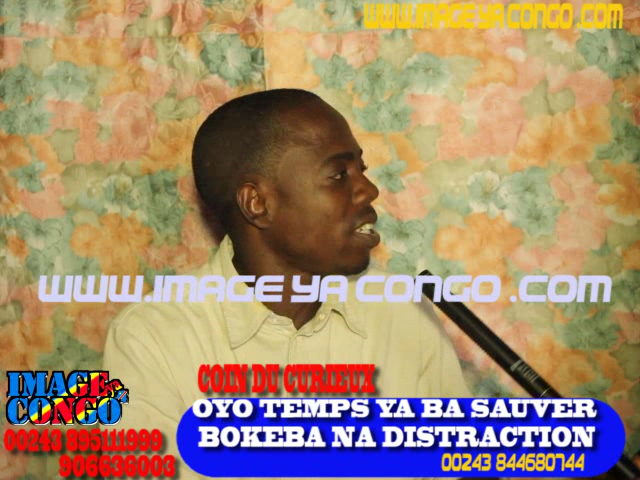 WWW.IMAGE YA CONGO .COM
WWW.IMAGE YA CONGO .COM
COIN DU CURIEUX
IMAGE
CONGO
OYO TEMPS YA BA SAUVER
BOKEBA NA DISTRACTION
00243 895111999
906636003
00243 844680744